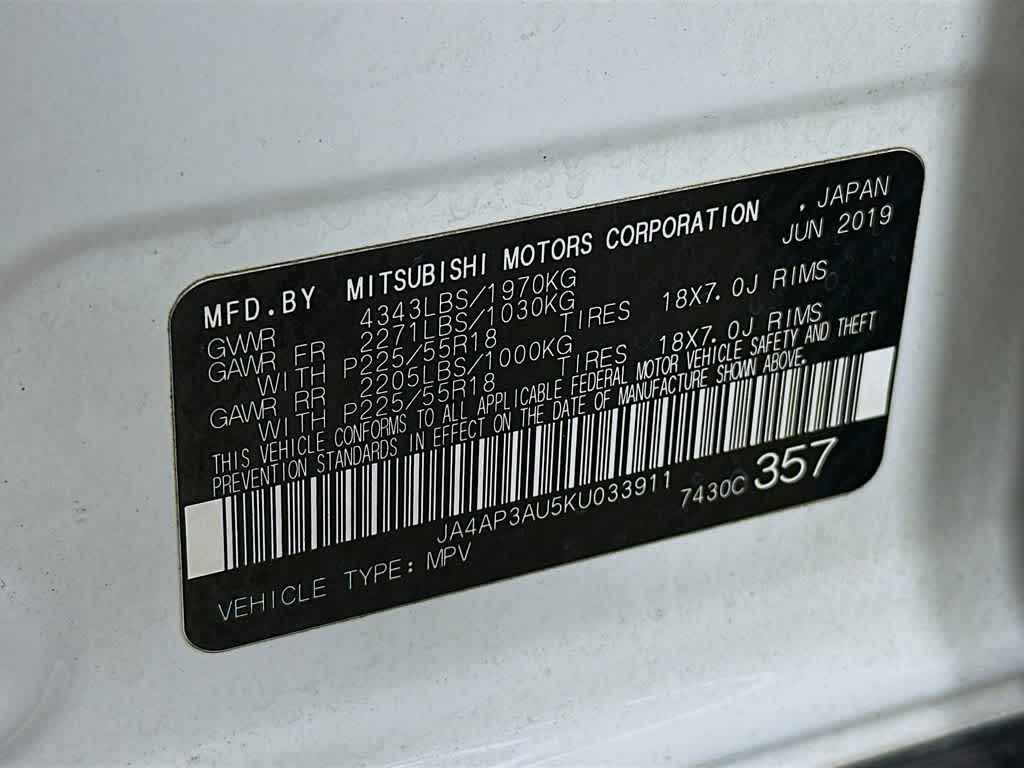 MFD.BY MITSUBISHI MOTORS CORPORATION , JAPAN
JUN 2019
GVWR 4343LBS/1970KG
GAWR FR 2271LBS/1030KG
WITH P225/55R18 TIRES 18X7.0J RIMS
GAWR RR 2205LBS/1000KG
WITH P225/55R18 TIRES 18X7.0J RIMS
THIS VEHICLE CONFORMS TO ALL APPLICABLE FEDERAL MOTOR VEHICLE SAFETY AND THEFT
PREVENTION STANDARDS IN EFFECT ON THE DATE OF MANUFACTURE SHOWN ABOVE.
JA4AP3AU5KU033911
7430C 357
VEHICLE TYPE: MPV